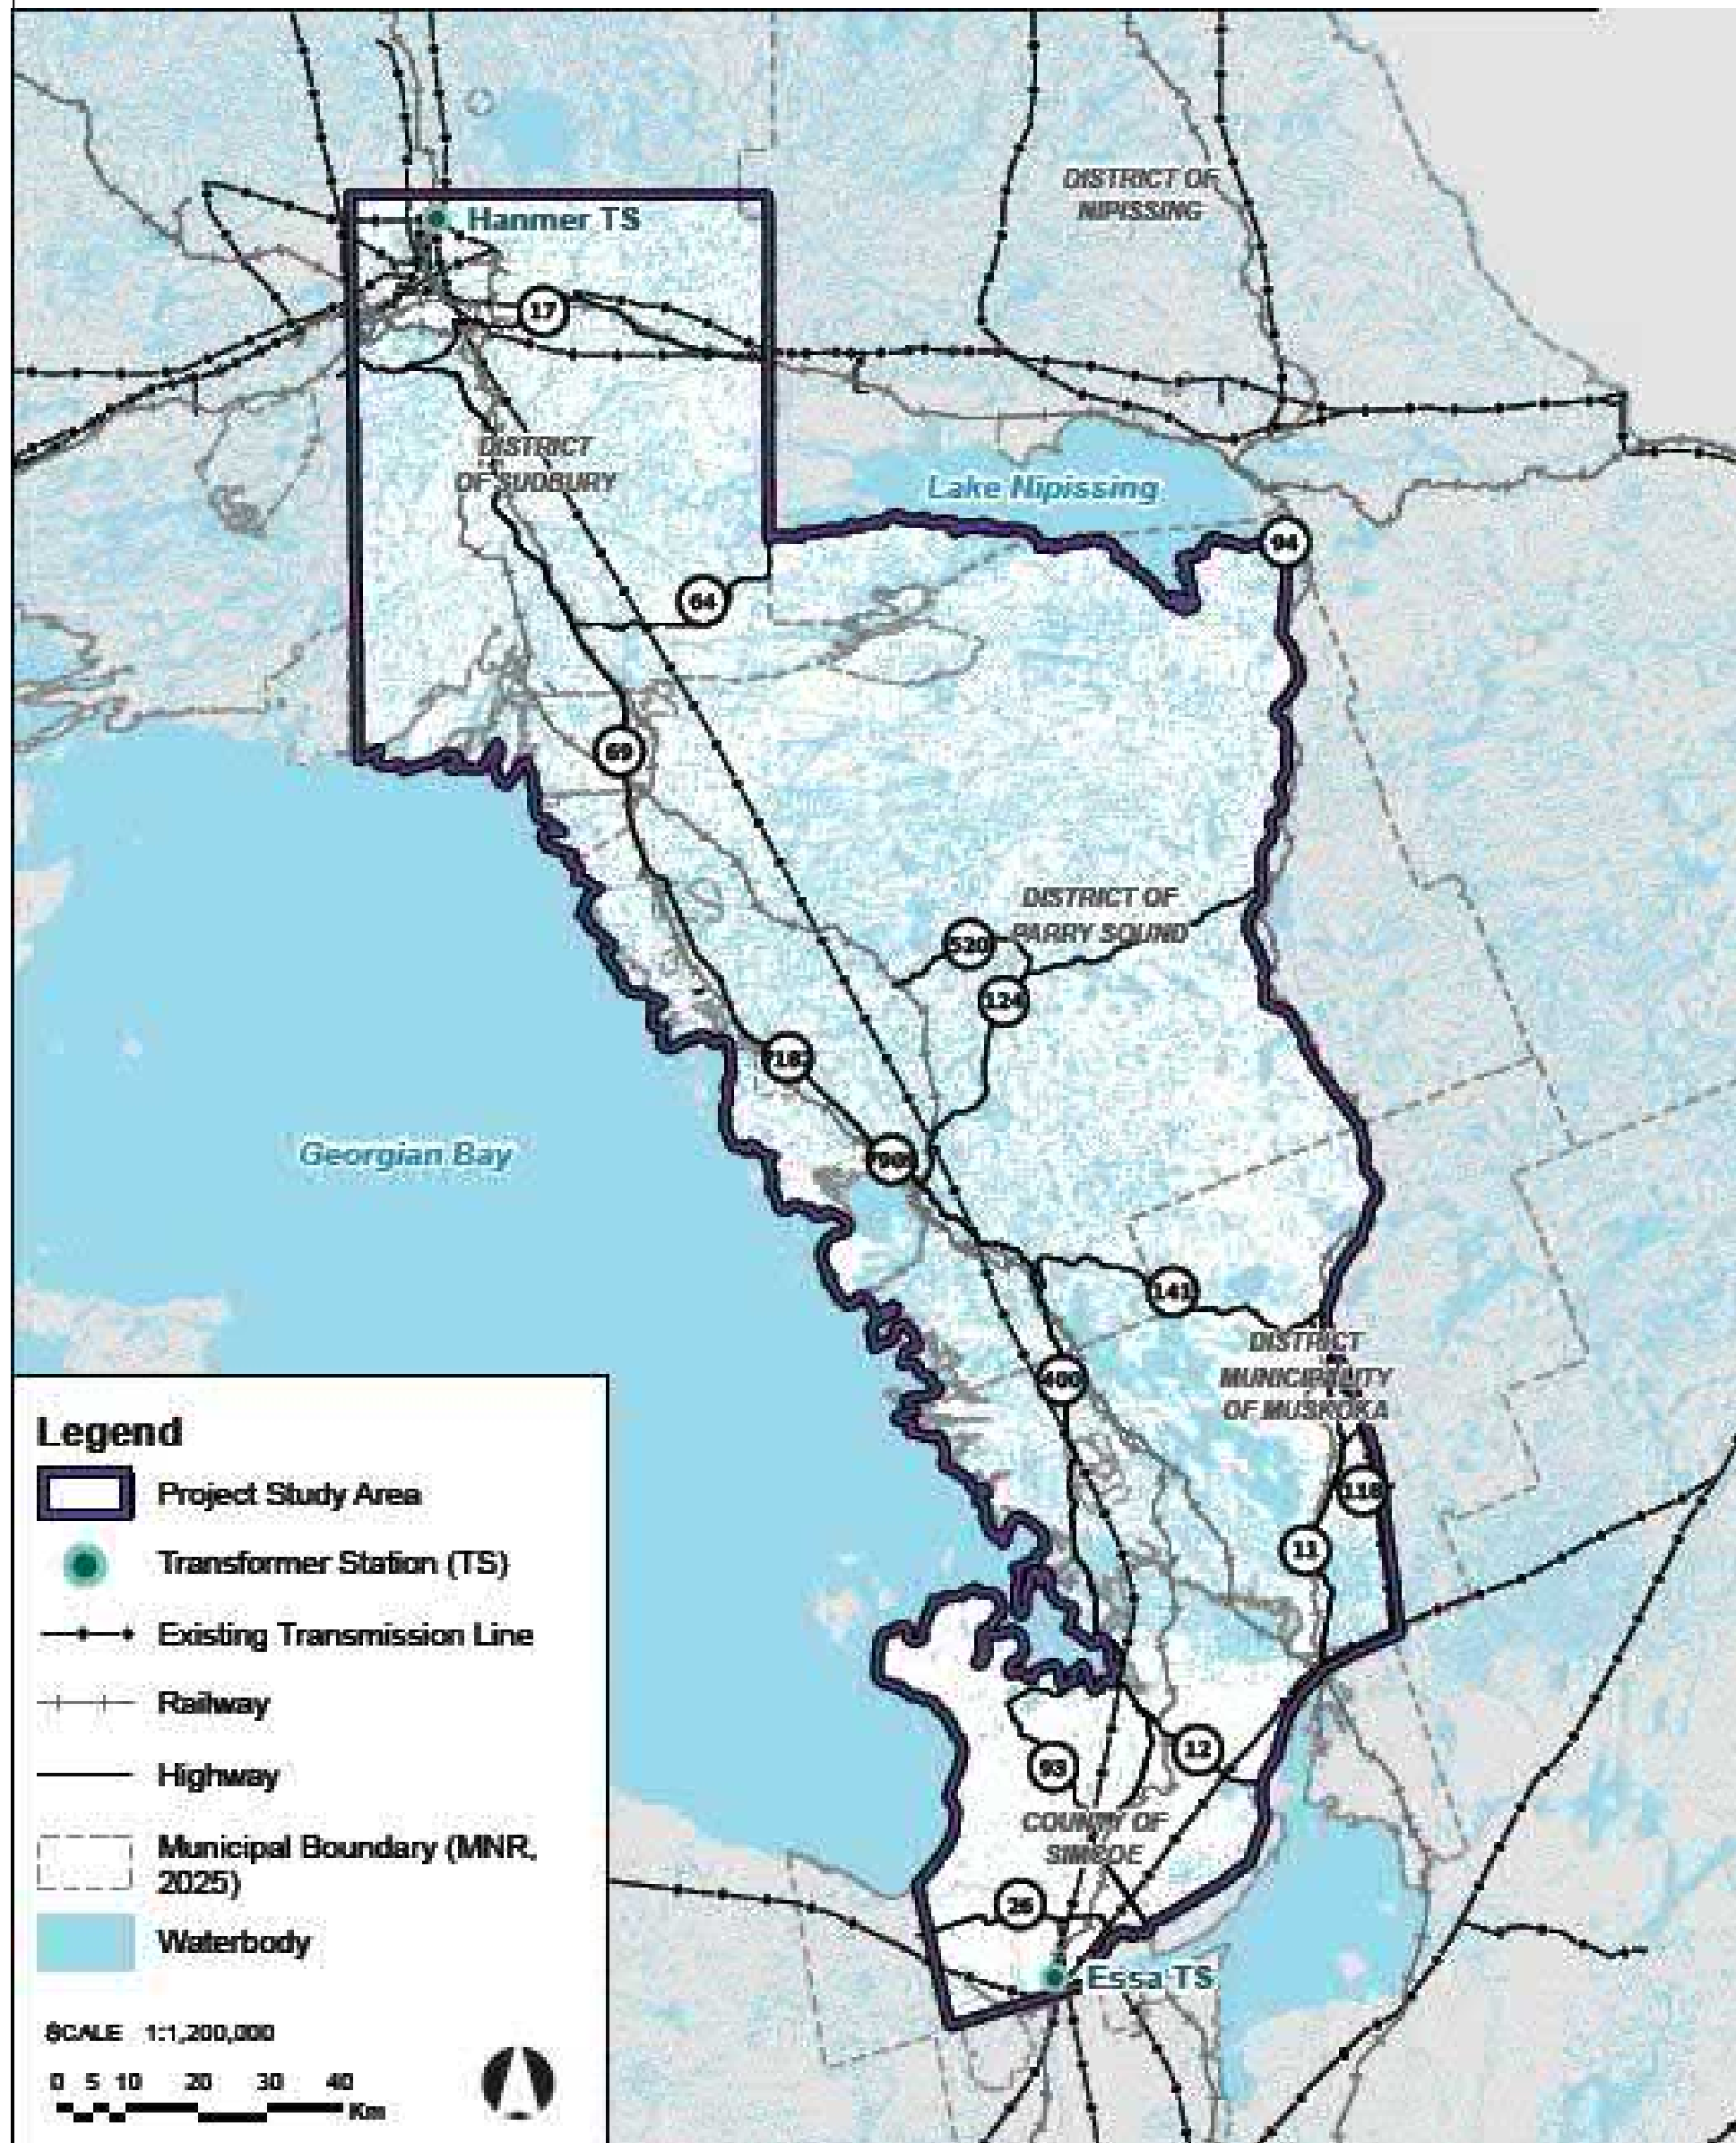 DISTRICT OF
NIPISSING
Hanmer TS
17
DISTRICT
OF SUDBURY
Lake Nipissing
94
64
69
DISTRICT OF
PARRY SOUND
520
124
718
Georgian Bay
141
DISTRICT
MUNICIPALITY
OF MUSKOKA
400
118
11
12
93
COUNTY OF
SIMCOE
26
Essa TS
Legend
Project Study Area
Transformer Station (TS)
Existing Transmission Line
Railway
Highway
Municipal Boundary (MNR,
2025)
Waterbody
SCALE 1:1,200,000
0 5 10 20 30 40
Km